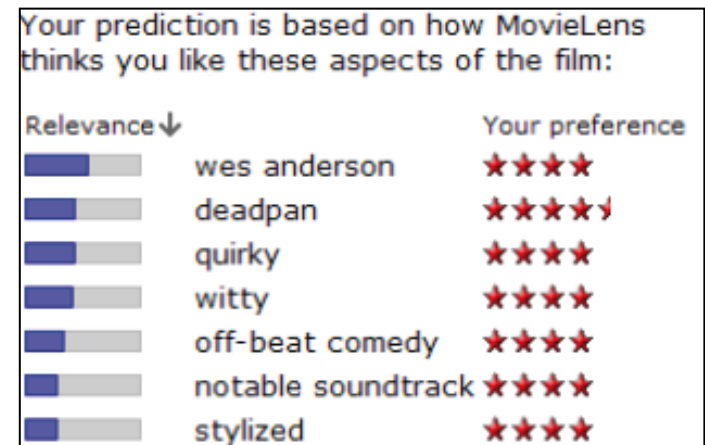 Your prediction is based on how MovieLens
thinks you like these aspects of the film:
Relevance Your preference
wes anderson
deadpan
quirky
witty
off-beat comedy
notable soundtrack
stylized